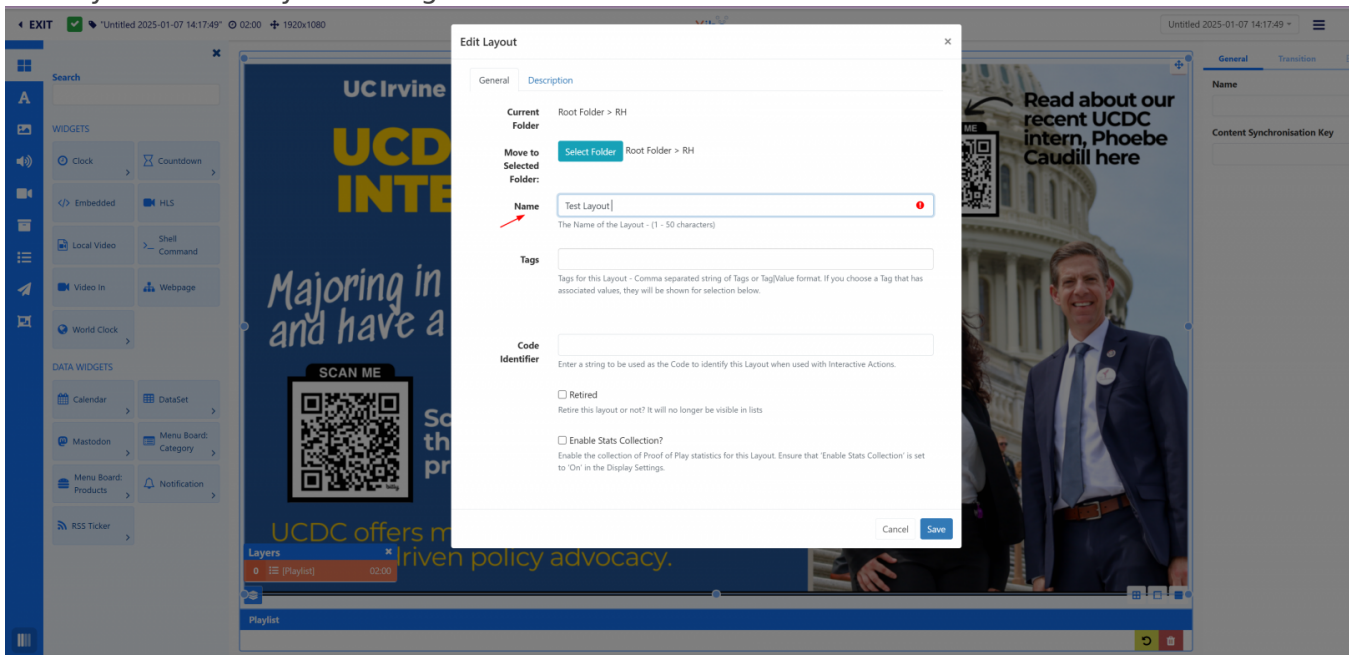 EXIT "Untitled 2025-01-07 14:17:49" 02:00 1920x1080
Untitled 2025-01-07 14:17:49
Search
WIDGETS
Clock
Countdown
Embedded
HLS
Local Video
Shell
Command
Video In
Webpage
World Clock
DATA WIDGETS
Calendar
DataSet
Mastodon
Menu Board:
Category
Menu Board:
Products
Notification
RSS Ticker
UC Irvine
UCD
INTE
Majoring in
and have a
SCAN ME
So
th
pr
UCDC offers m
driven policy advocacy.
Layers
0 (Playlist) 02:00
Playlist
Edit Layout
General Description
Current
Folder
Root Folder > RH
Move to
Selected
Folder:
Select Folder Root Folder > RH
Name Test Layout
The Name of the Layout - (1 - 50 characters)
Tags
Tags for this Layout - Comma separated string of Tags or Tag|Value format. If you choose a Tag that has
associated values, they will be shown for selection below.
Code
Identifier
Enter a string to be used as the Code to identify this Layout when used with Interactive Actions.
Retired
Retire this layout or not? It will no longer be visible in lists
Enable Stats Collection?
Enable the collection of Proof of Play statistics for this Layout. Ensure that 'Enable Stats Collection' is set
to 'On' in the Display Settings.
Cancel Save
ME
Read about our
recent UCDC
intern, Phoebe
Caudill here
General Transition
Name
Content Synchronisation Key